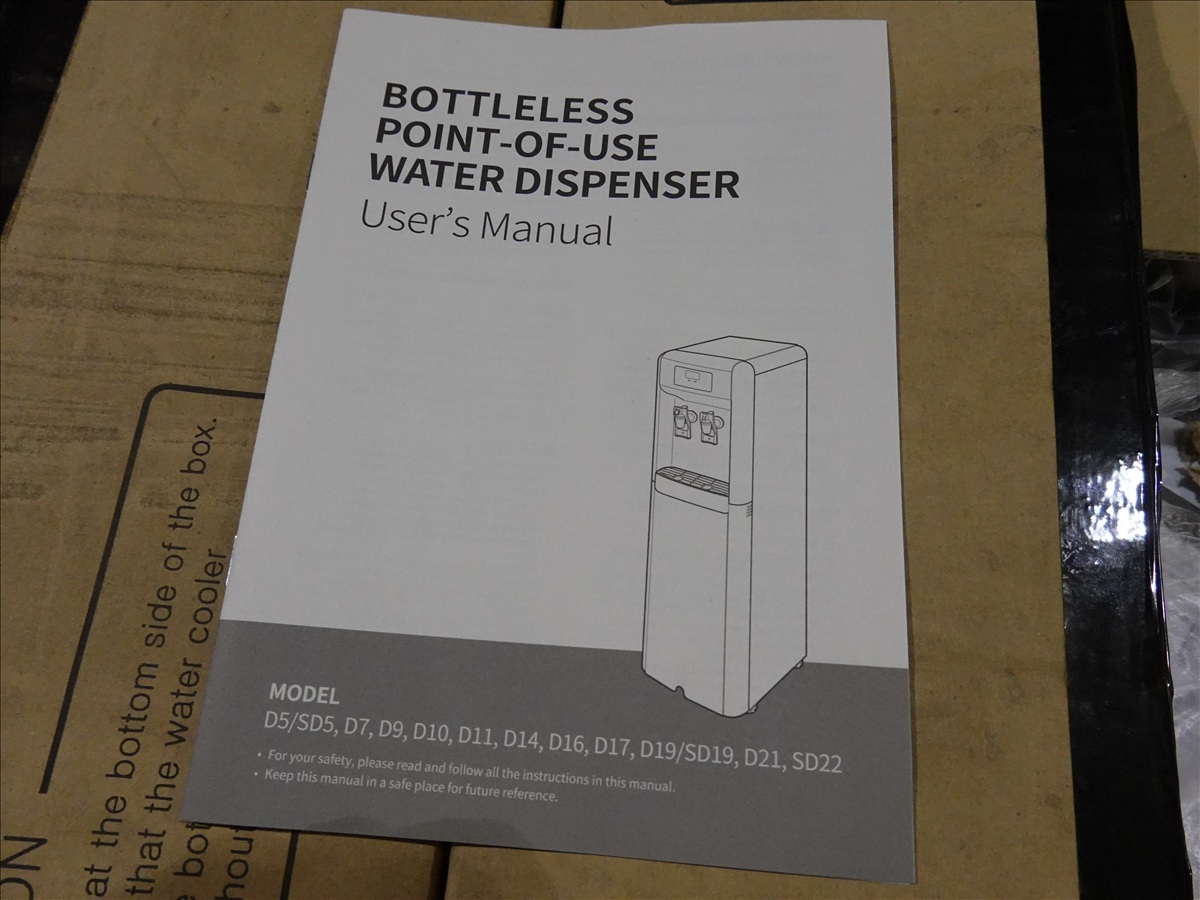 BOTTLELESS
POINT-OF-USE
WATER DISPENSER
User's Manual
MODEL
D5/SD5, D7, D9, D10, D11, D14, D16, D17, D19/SD19, D21, SD22
• For your safety, please read and follow all the instructions in this manual.
• Keep this manual in a safe place for future reference.
at the bottom side of the box.
that the water cooler